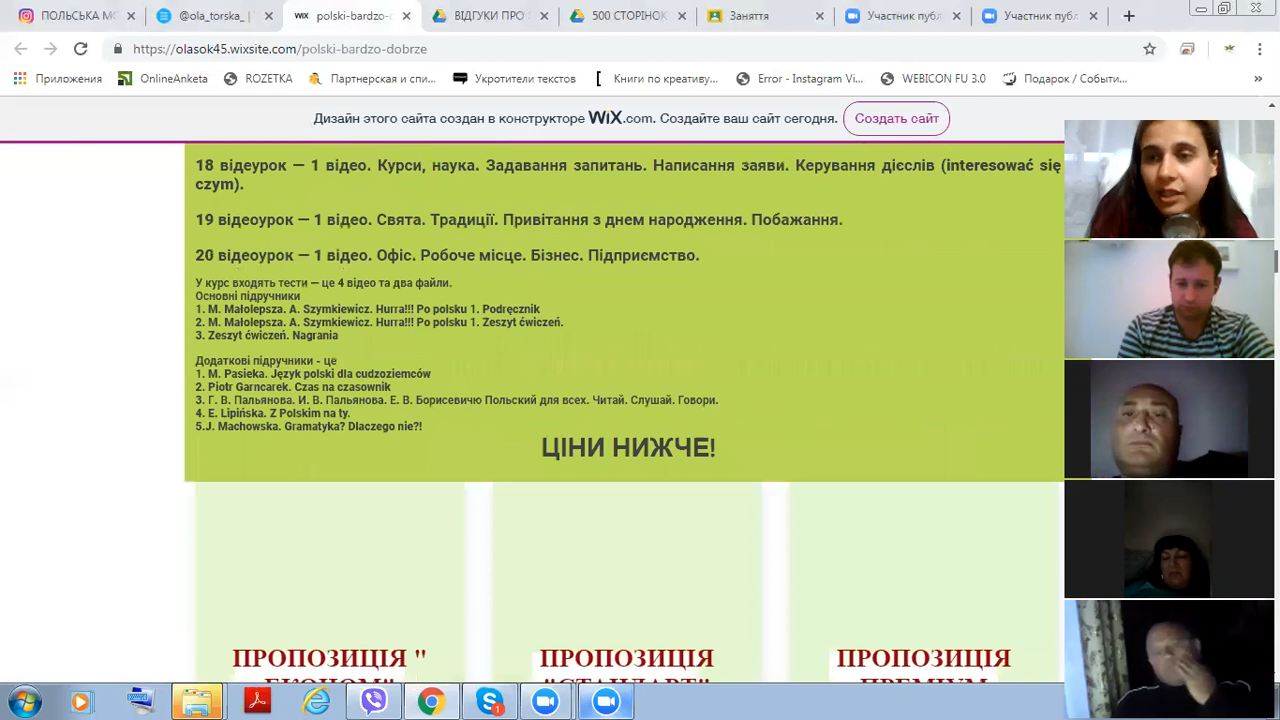 ПОЛЬСЬКА МО
@ola_torska_
polski-bardzo-d
ВІДГУКИ ПРО
500 СТОРІНОК
Заняття
Участник публ
Участник публ
https://olasok45.wixsite.com/polski-bardzo-dobrze
Приложения
OnlineAnketa
ROZETKA
Партнерская и спи...
Укротители текстов
Книги по креативу...
Error - Instagram Vi...
WEBICON FU 3.0
Подарок / Событи...
Дизайн этого сайта создан в конструкторе WiX.com. Создайте ваш сайт сегодня.
Создать сайт
18 відеурок — 1 відео. Курси, наука. Задавання запитань. Написання заяви. Керування дієслів (interesować się
czym).
19 відеоурок — 1 відео. Свята. Традиції. Привітання з днем народження. Побажання.
20 відеоурок — 1 відео. Офіс. Робоче місце. Бізнес. Підприємство.
У курс входять тести — це 4 відео та два файли.
Основні підручники
1. M. Małolepsza. A. Szymkiewicz. Hurra!!! Po polsku 1. Podręcznik
2. M. Małolepsza. A. Szymkiewicz. Hurra!!! Po polsku 1. Zeszyt ćwiczeń.
3. Zeszyt ćwiczeń. Nagrania
Додаткові підручники - це
1. M. Pasieka. Język polski dla cudzoziemców
2. Piotr Garncarek. Czas na czasownik
3. Г. В. Пальянова. И. В. Пальянова. Е. В. Борисевичю Польский для всех. Читай. Слушай. Говори.
4. E. Lipińska. Z Polskim na ty.
5.J. Machowska. Gramatyka? Dlaczego nie?!
ЦІНИ НИЖЧЕ!
ПРОПОЗИЦІЯ "
ЕКОНОМ"
ПРОПОЗИЦІЯ
"СТАНДАРТ"
ПРОПОЗИЦІЯ
ПРЕМІУМ